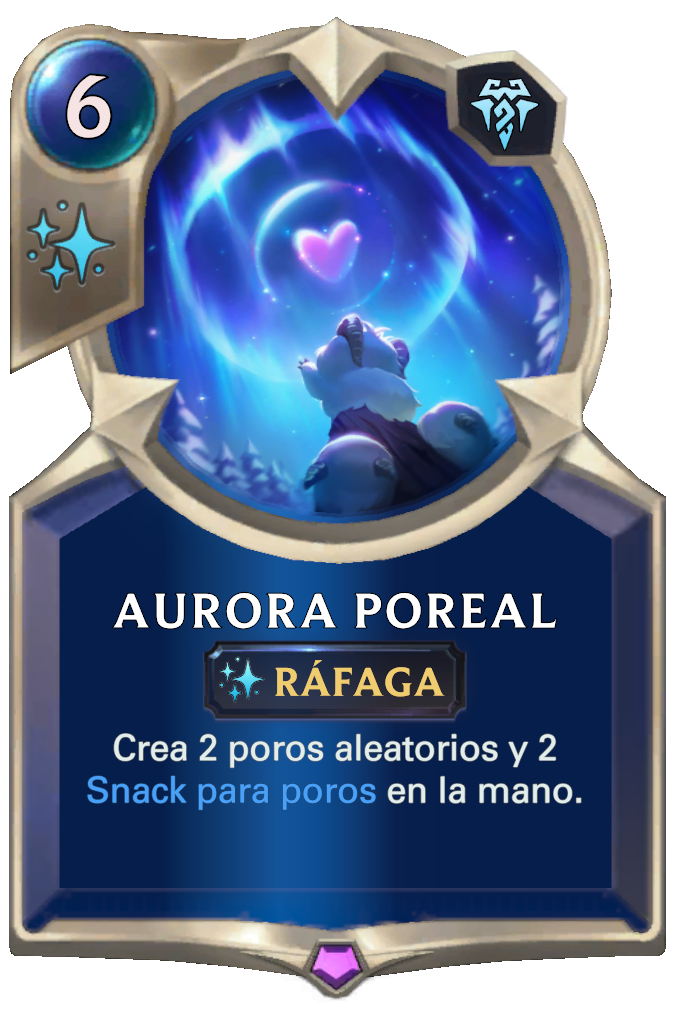 6
AURORA POREAL
RÁFAGA
Crea 2 poros aleatorios y 2
Snack para poros en la mano.